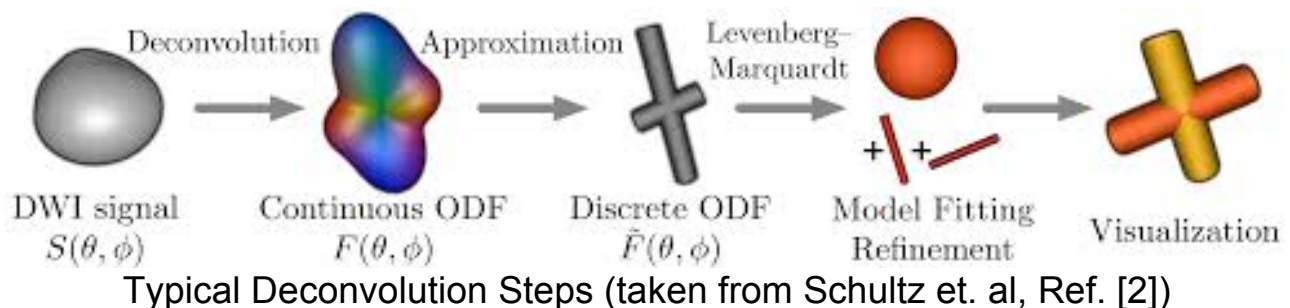 Deconvolution
Approximation
Levenberg–
Marquardt
+ +
DWI signal
S(θ, ϕ)
Continuous ODF
F(θ, ϕ)
Discrete ODF
F̃(θ, ϕ)
Model Fitting
Refinement
Visualization
Typical Deconvolution Steps (taken from Schultz et. al, Ref. [2])